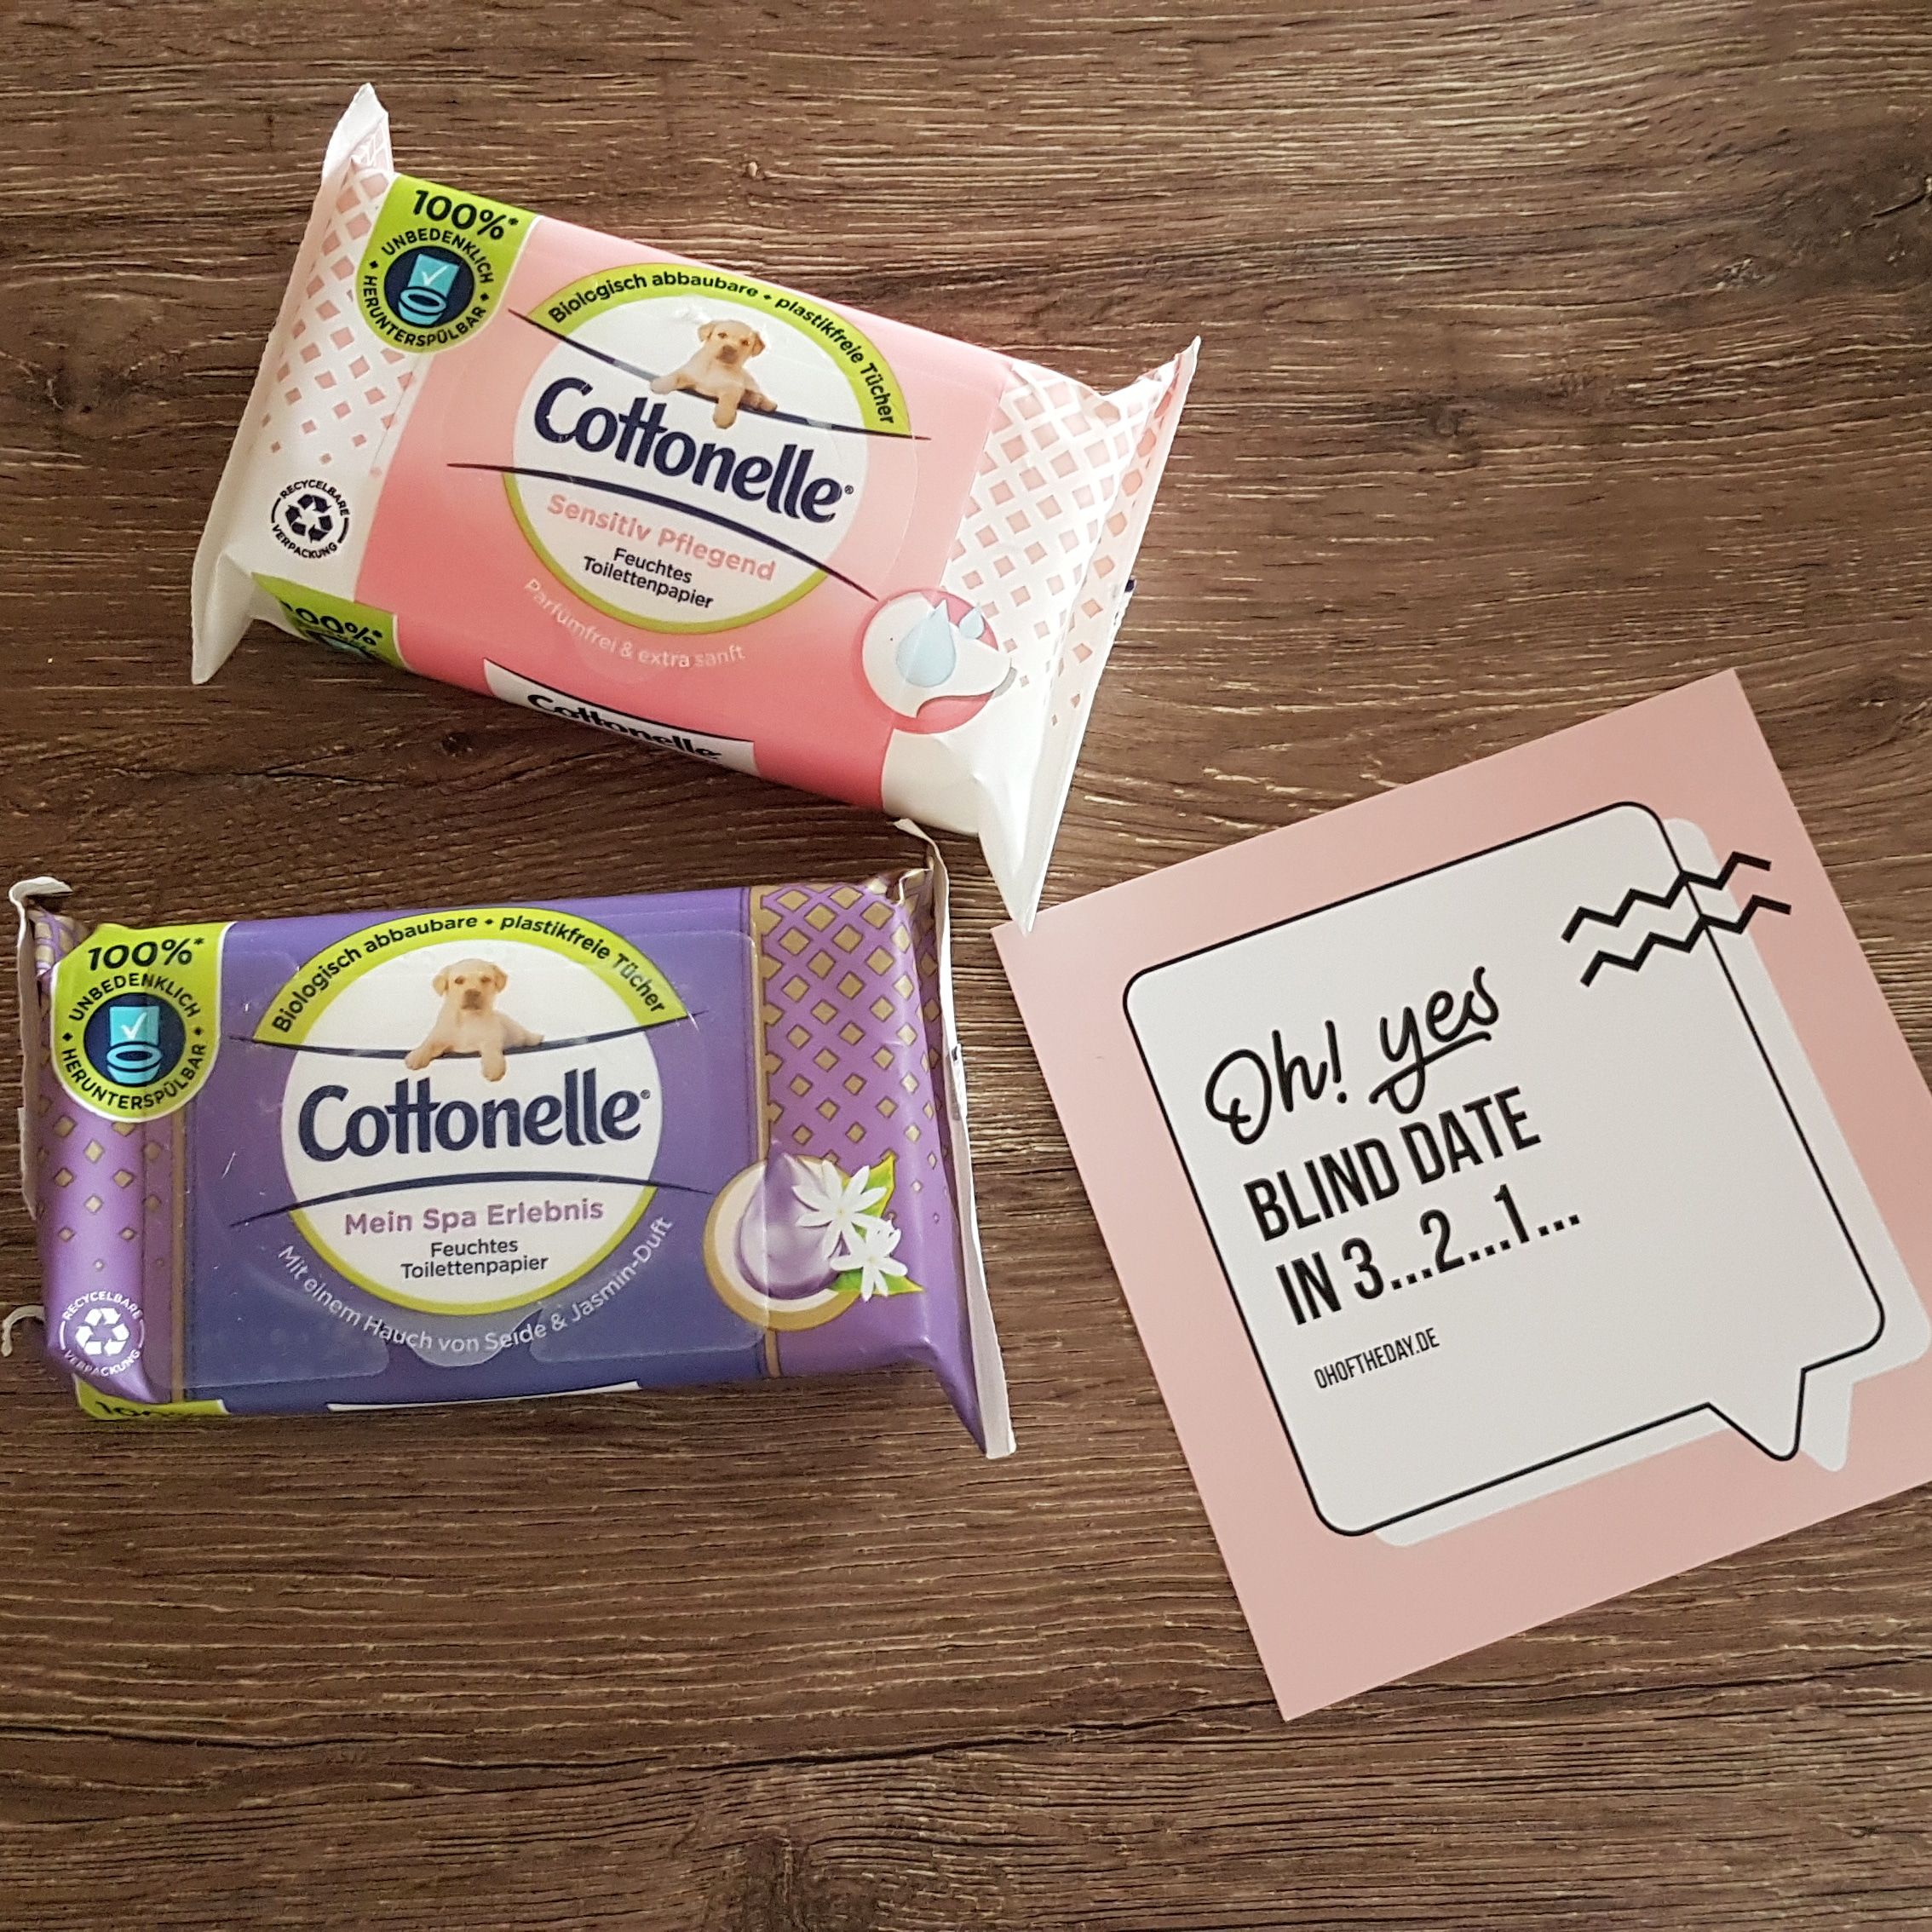 100%*
UNBEDENKLICH
HERUNTERSPÜLBAR
Biologisch abbaubare • plastikfreie Tücher
Cottonelle®
Sensitiv Pflegend
Feuchtes
Toilettenpapier
Parfümfrei & extra sanft
RECYCELBARE
VERPACKUNG
100%*
Cottonelle
100%*
UNBEDENKLICH
HERUNTERSPÜLBAR
Biologisch abbaubare • plastikfreie Tücher
Cottonelle®
Mein Spa Erlebnis
Feuchtes
Toilettenpapier
Mit einem Hauch von Seide & Jasmin-Duft
RECYCELBARE
VERPACKUNG
Oh! yes
BLIND DATE
IN 3...2...1...
OHOFTHEDAY.DE